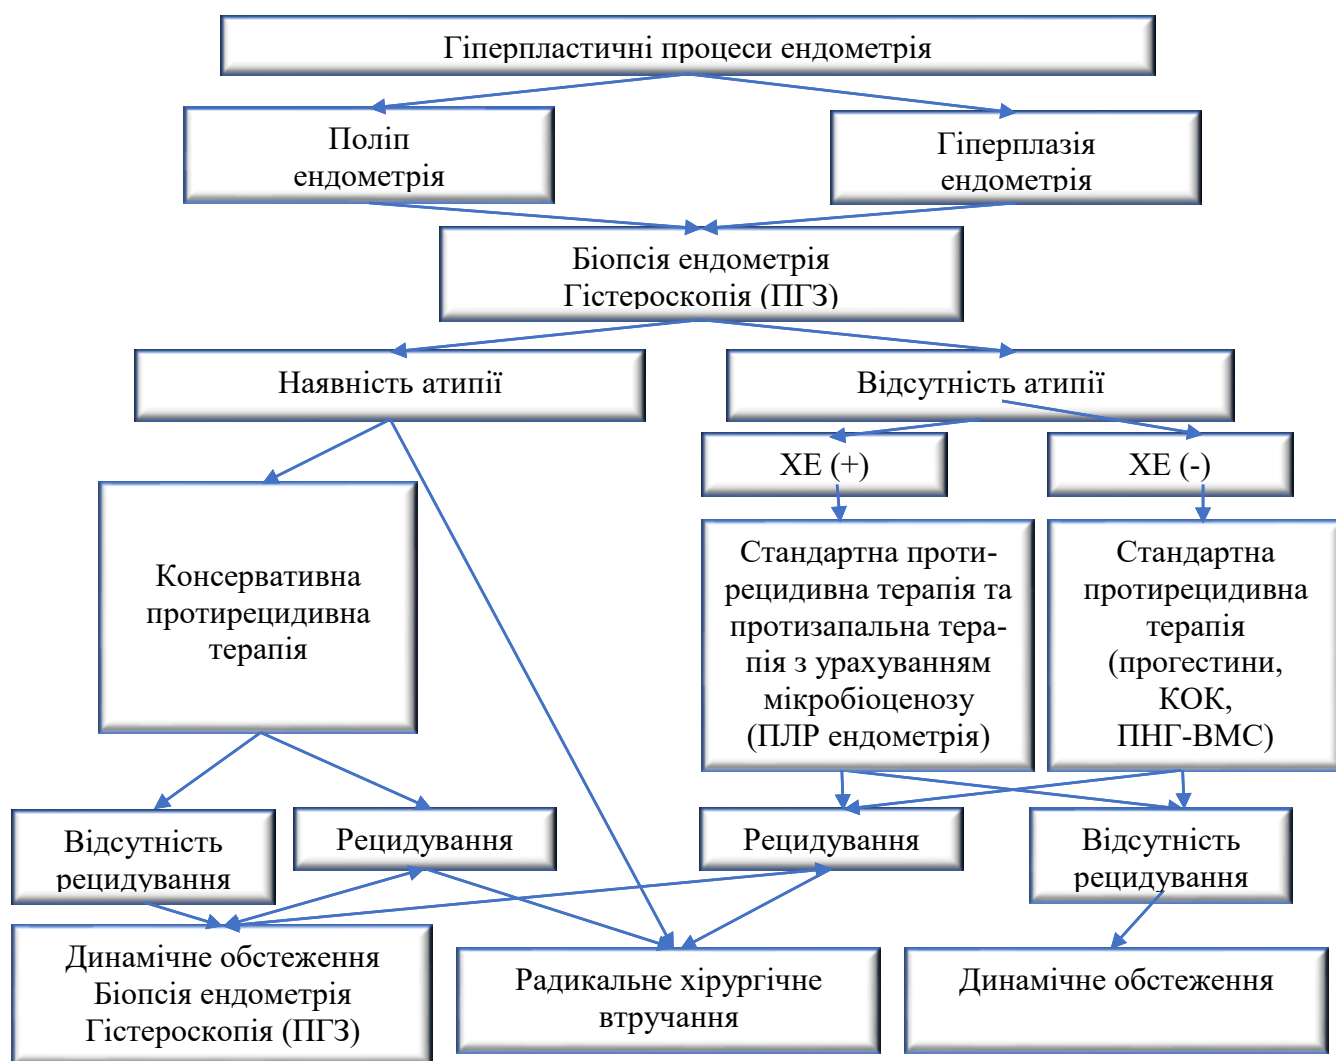 Гіперпластичні процеси ендометрія
Поліп
ендометрія
Гіперплазія
ендометрія
Біопсія ендометрія
Гістероскопія (ПГЗ)
Наявність атипії
Відсутність атипії
ХЕ (+)
ХЕ (-)
Консервативна
протирецидивна
терапія
Стандартна проти-
рецидивна терапія та
протизапальна тера-
пія з урахуванням
мікробіоценозу
(ПЛР ендометрія)
Стандартна
протирецидивна
терапія
(прогестини,
КОК,
ПНГ-ВМС)
Відсутність
рецидування
Рецидування
Рецидування
Відсутність
рецидування
Динамічне обстеження
Біопсія ендометрія
Гістероскопія (ПГЗ)
Радикальне хірургічне
втручання
Динамічне обстеження